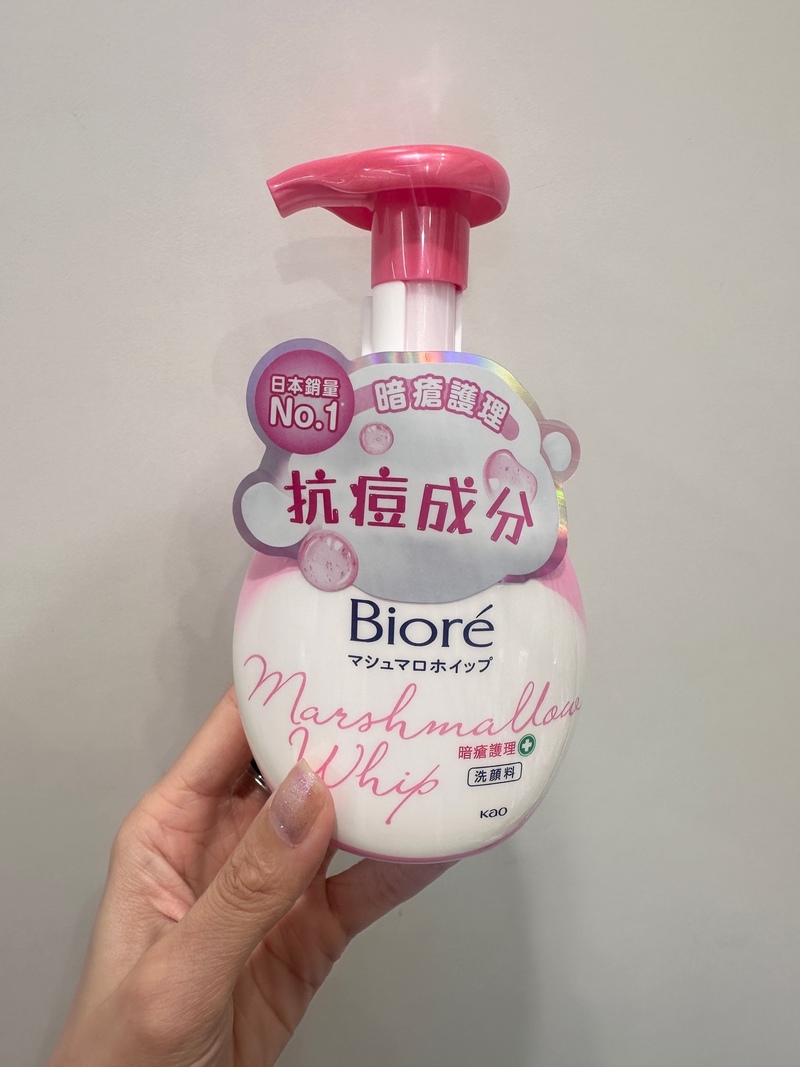 日本銷量
No.1
暗瘡護理
抗痘成分
Bioré
マシュマロホイップ
Marshmallow
Whip
暗瘡護理
洗顔料
Kao